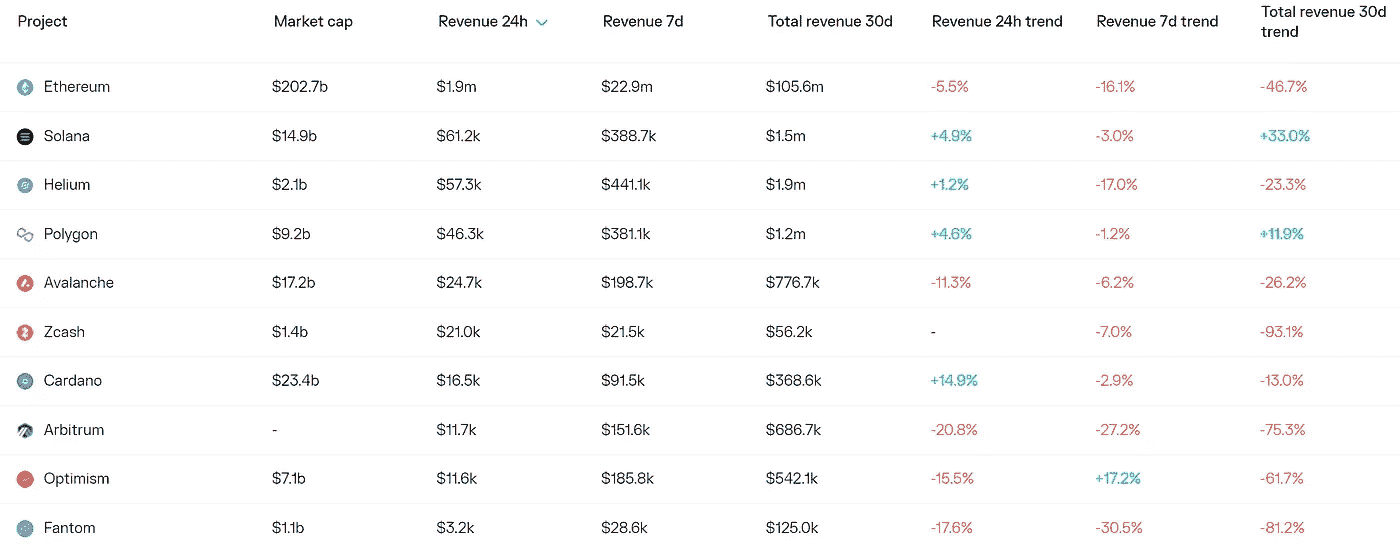 Project Market cap Revenue 24h Revenue 7d Total revenue 30d Revenue 24h trend Revenue 7d trend Total revenue 30d
trend
Ethereum $202.7b $1.9m $22.9m $105.6m -5.5% -16.1% -46.7%
Solana $14.9b $61.2k $388.7k $1.5m +4.9% -3.0% +33.0%
Helium $2.1b $57.3k $441.1k $1.9m +1.2% -17.0% -23.3%
Polygon $9.2b $46.3k $381.1k $1.2m +4.6% -1.2% +11.9%
Avalanche $17.2b $24.7k $198.7k $776.7k -11.3% -6.2% -26.2%
Zcash $1.4b $21.0k $21.5k $56.2k - -7.0% -93.1%
Cardano $23.4b $16.5k $91.5k $368.6k +14.9% -2.9% -13.0%
Arbitrum - $11.7k $151.6k $686.7k -20.8% -27.2% -75.3%
Optimism $7.1b $11.6k $185.8k $542.1k -15.5% +17.2% -61.7%
Fantom $1.1b $3.2k $28.6k $125.0k -17.6% -30.5% -81.2%